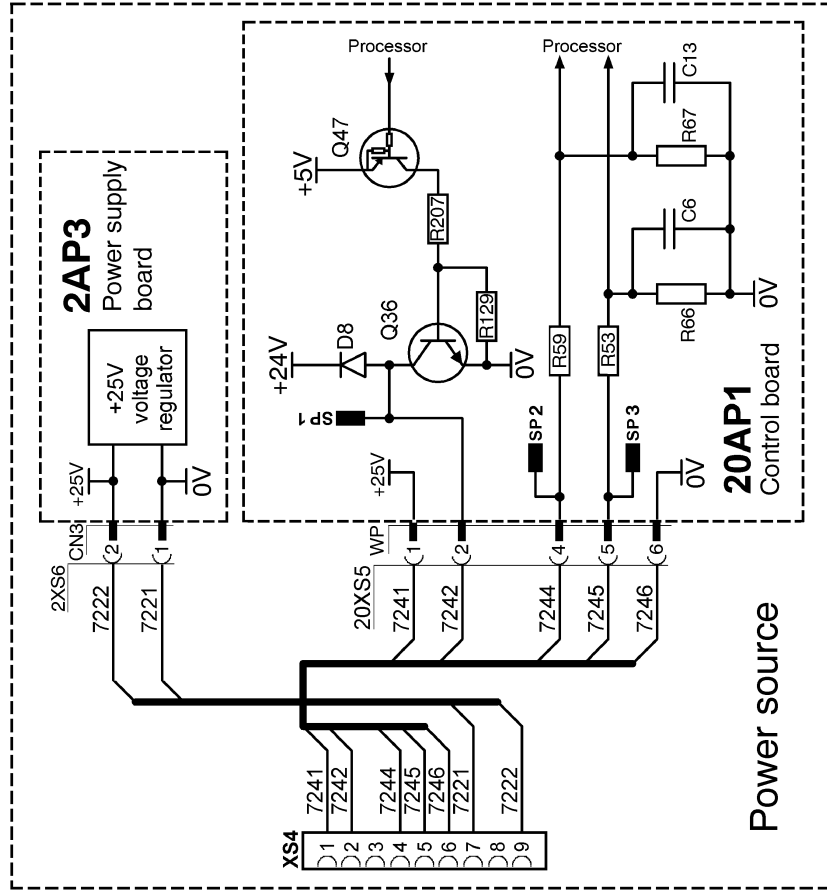 Processor
Processor
C13
Q47
R67
+5V
2AP3
Power supply
board
R207
C6
R66
0V
+25V
voltage
regulator
D8
Q36
R129
+24V
0V
SP1
R59
R53
SP2
SP3
20AP1
Control board
+25V
0V
+25V
0V
CN3
2
1
2XS6
WP
1
2
4
5
6
20XS5
7222
7221
7241
7242
7244
7245
7246
Power source
7241
7242
7244
7245
7246
7221
7222
XS4
1
2
3
4
5
6
7
8
9